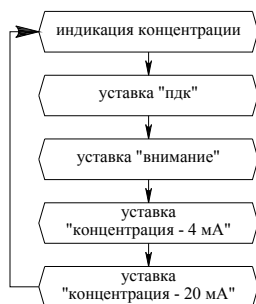 индикация концентрации
уставка "пдк"
уставка "внимание"
уставка
"концентрация - 4 мА"
уставка
"концентрация - 20 мА"